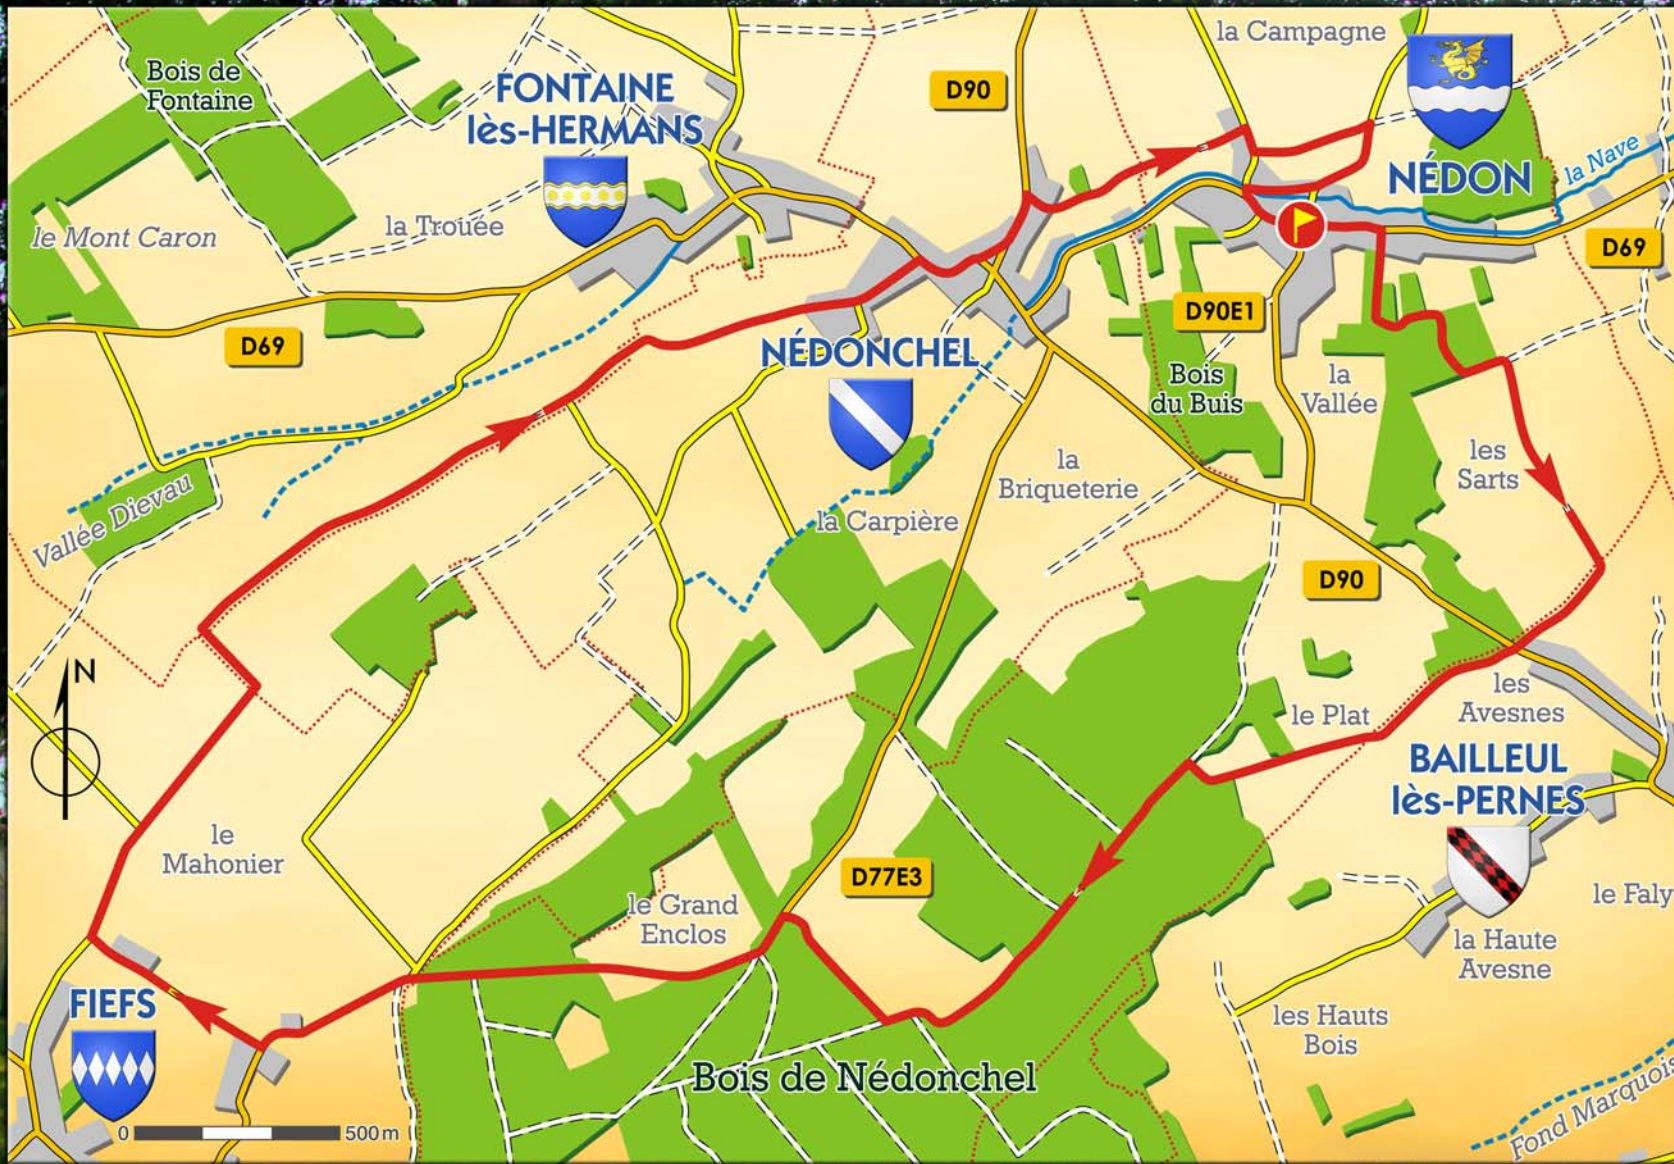 la Campagne
Bois de
Fontaine
FONTAINE
lès-HERMANS
D90
NÉDON
la Nave
le Mont Caron
la Trouée
D69
D90E1
D69
NÉDONCHEL
Bois
du Buis
la
Vallée
les
Sarts
la
Briqueterie
Vallée Dievau
la Carpière
D90
N
les
Avesnes
le Plat
BAILLEUL
lès-PERNES
le
Mahonier
D77E3
le Grand
Enclos
le Faly
la Haute
Avesne
FIEFS
les Hauts
Bois
Bois de Nédonchel
Fond Marquois
0 500m